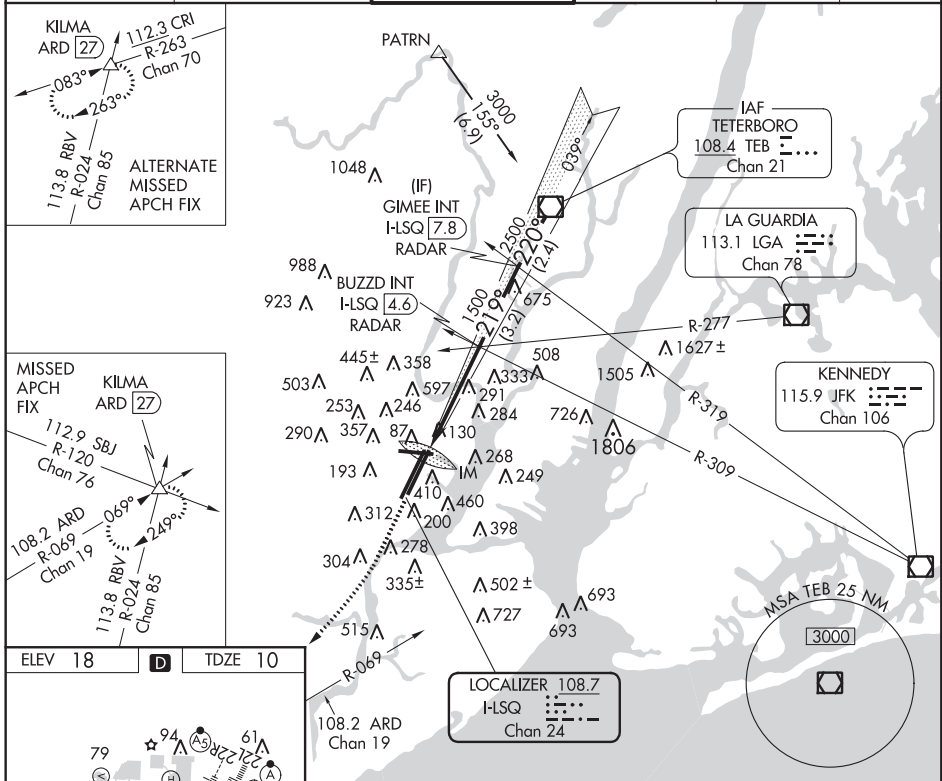 KILMA
ARD 27
112.3 CRI
R-263
Chan 70
083°
263°
113.8 RBV
R-024
Chan 85
ALTERNATE
MISSED
APCH FIX
PATRN
3000
155°
(6.9)
IAF
TETERBORO
108.4 TEB
Chan 21
039°
1048
(IF)
GIMEE INT
I-LSQ 7.8
RADAR
2500
220°
(2.4)
LA GUARDIA
113.1 LGA
Chan 78
988
923
BUZZD INT
I-LSQ 4.6
RADAR
1500
219°
(3.2)
675
R-277
1627±
1505
R-319
R-309
KENNEDY
115.9 JFK
Chan 106
MISSED
APCH
FIX
KILMA
ARD 27
112.9 SBJ
R-120
Chan 76
069°
249°
108.2 ARD
R-069
Chan 19
113.8 RBV
R-024
Chan 85
445±
358
503
597
333
508
291
253
246
284
726
1806
290
357
87
130
268
193
IM
249
410
460
312
200
398
304
278
335±
502 ±
727
693
693
515
R-069
108.2 ARD
Chan 19
LOCALIZER 108.7
I-LSQ
Chan 24
MSA TEB 25 NM
3000
ELEV 18
D
TDZE 10
79
94
A5
22R
22L
61
A
H